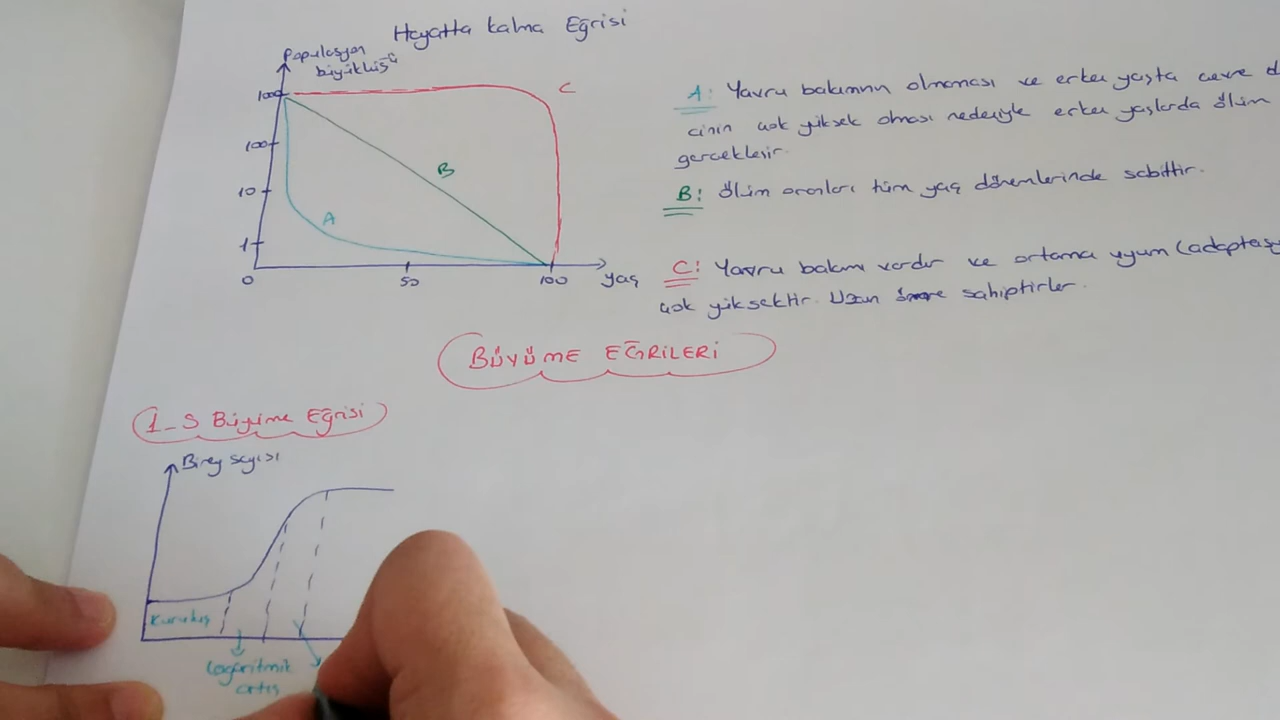 Hayatta kalma Eğrisi
Populasyon
büyüklüğü
1000
100
10
1
0
50
100
yaş
A
B
C
A: Yavru bakımının olmaması ve erken yaşta çevre d
cinin çok yüksek olması nedeniyle erken yaşlarda ölüm
gerçekleşir.
B: Ölüm oranları tüm yaş dönemlerinde sabittir.
C: Yavru bakımı vardır ve ortama uyum (adaptasy
çok yüksektir. Uzun ömre sahiptirler.
BÜYÜME EĞRİLERİ
1-S Büyüme Eğrisi
Birey sayısı
Kuruluş
Logaritmik
artış